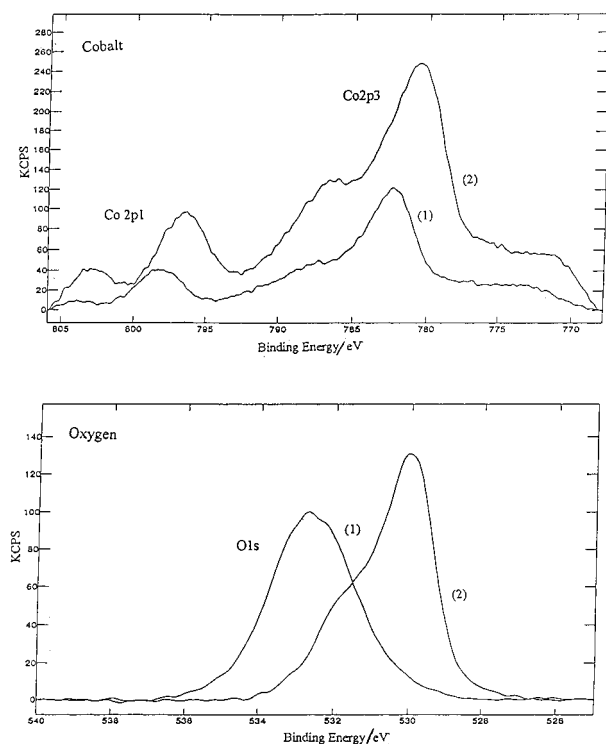 Cobalt
280
260
240
220
200
180
160
140
120
100
80
60
40
20
0
KCPS
Co2p3
(2)
(1)
Co 2p1
805 800 795 790 785 780 775 770
Binding Energy/eV
Oxygen
140
120
100
80
60
40
20
0
KCPS
O1s
(1)
(2)
540 538 536 534 532 530 528 526
Binding Energy/eV